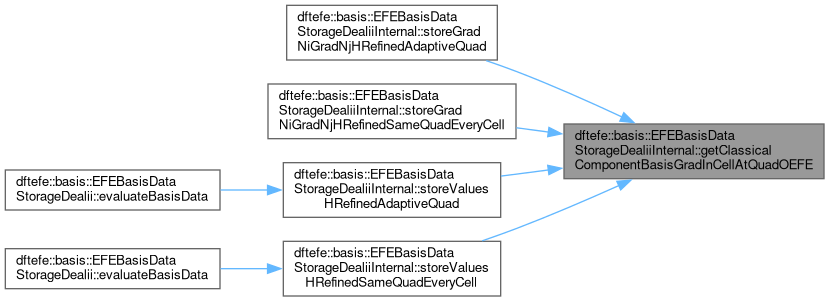 dftefe::basis::EFEBasisData
StorageDealiiInternal::storeGrad
NiGradNjHRefinedAdaptiveQuad
dftefe::basis::EFEBasisData
StorageDealiiInternal::storeGrad
NiGradNjHRefinedSameQuadEveryCell
dftefe::basis::EFEBasisData
StorageDealiiInternal::getClassical
ComponentBasisGradInCellAtQuadOEFE
dftefe::basis::EFEBasisData
StorageDealii::evaluateBasisData
dftefe::basis::EFEBasisData
StorageDealiiInternal::storeValues
HRefinedAdaptiveQuad
dftefe::basis::EFEBasisData
StorageDealii::evaluateBasisData
dftefe::basis::EFEBasisData
StorageDealiiInternal::storeValues
HRefinedSameQuadEveryCell